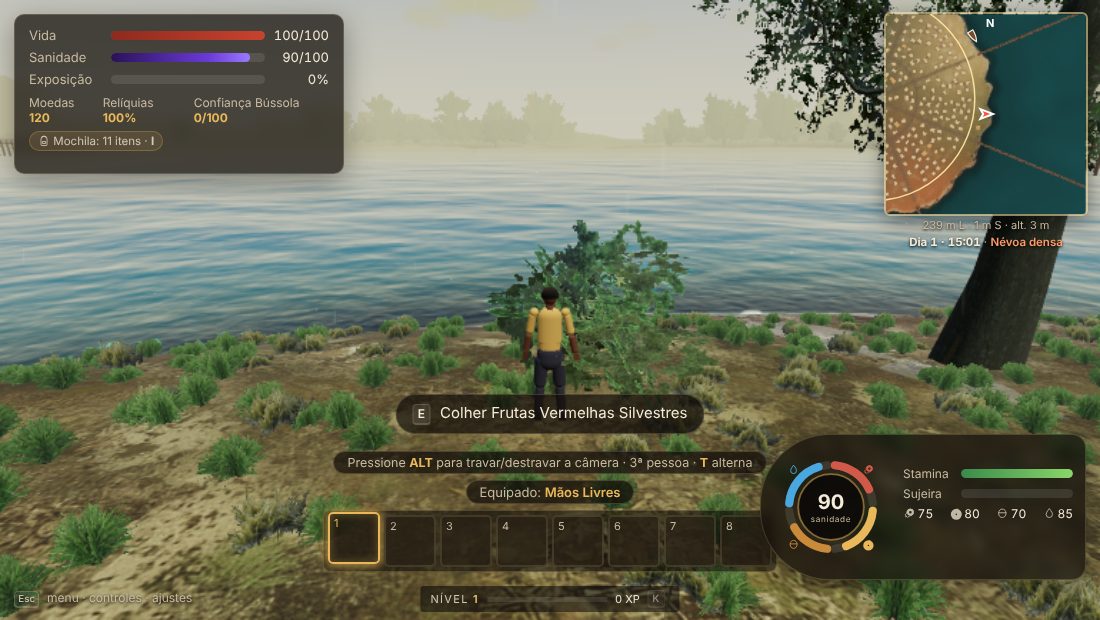 Vida 100/100
Sanidade 90/100
Exposição 0%
Moedas Relíquias Confiança Bússola
120 100% 0/100
Mochila: 11 itens · I
N
239 m L · 1 m S · alt. 3 m
Dia 1 · 15:01 · Névoa densa
E Colher Frutas Vermelhas Silvestres
Pressione ALT para travar/destravar a câmera · 3ª pessoa · T alterna
Equipado: Mãos Livres
1 2 3 4 5 6 7 8
90
sanidade
Stamina
Sujeira
75 80 70 85
Esc menu · controles · ajustes
NÍVEL 1 0 XP K